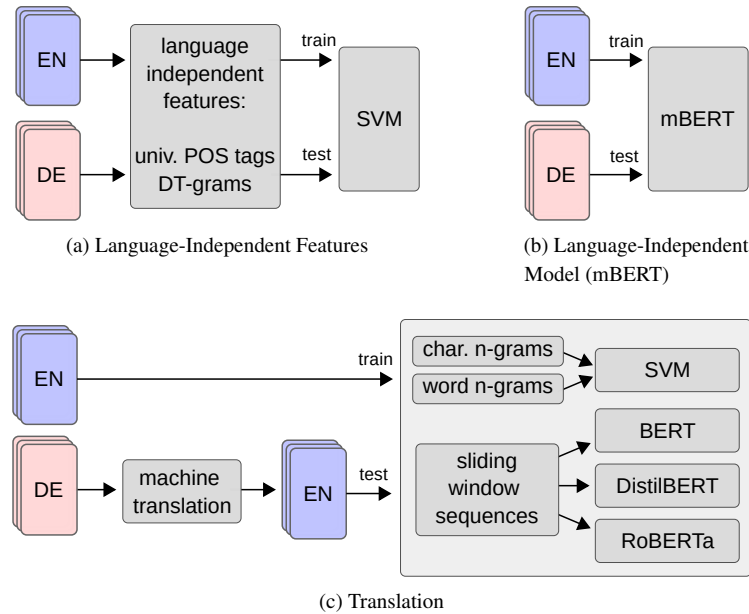 EN
DE
language
independent
features:
univ. POS tags
DT-grams
train
test
SVM
(a) Language-Independent Features
EN
DE
train
test
mBERT
(b) Language-Independent
Model (mBERT)
EN
train
DE
machine
translation
EN
test
char. n-grams
word n-grams
SVM
sliding
window
sequences
BERT
DistilBERT
RoBERTa
(c) Translation